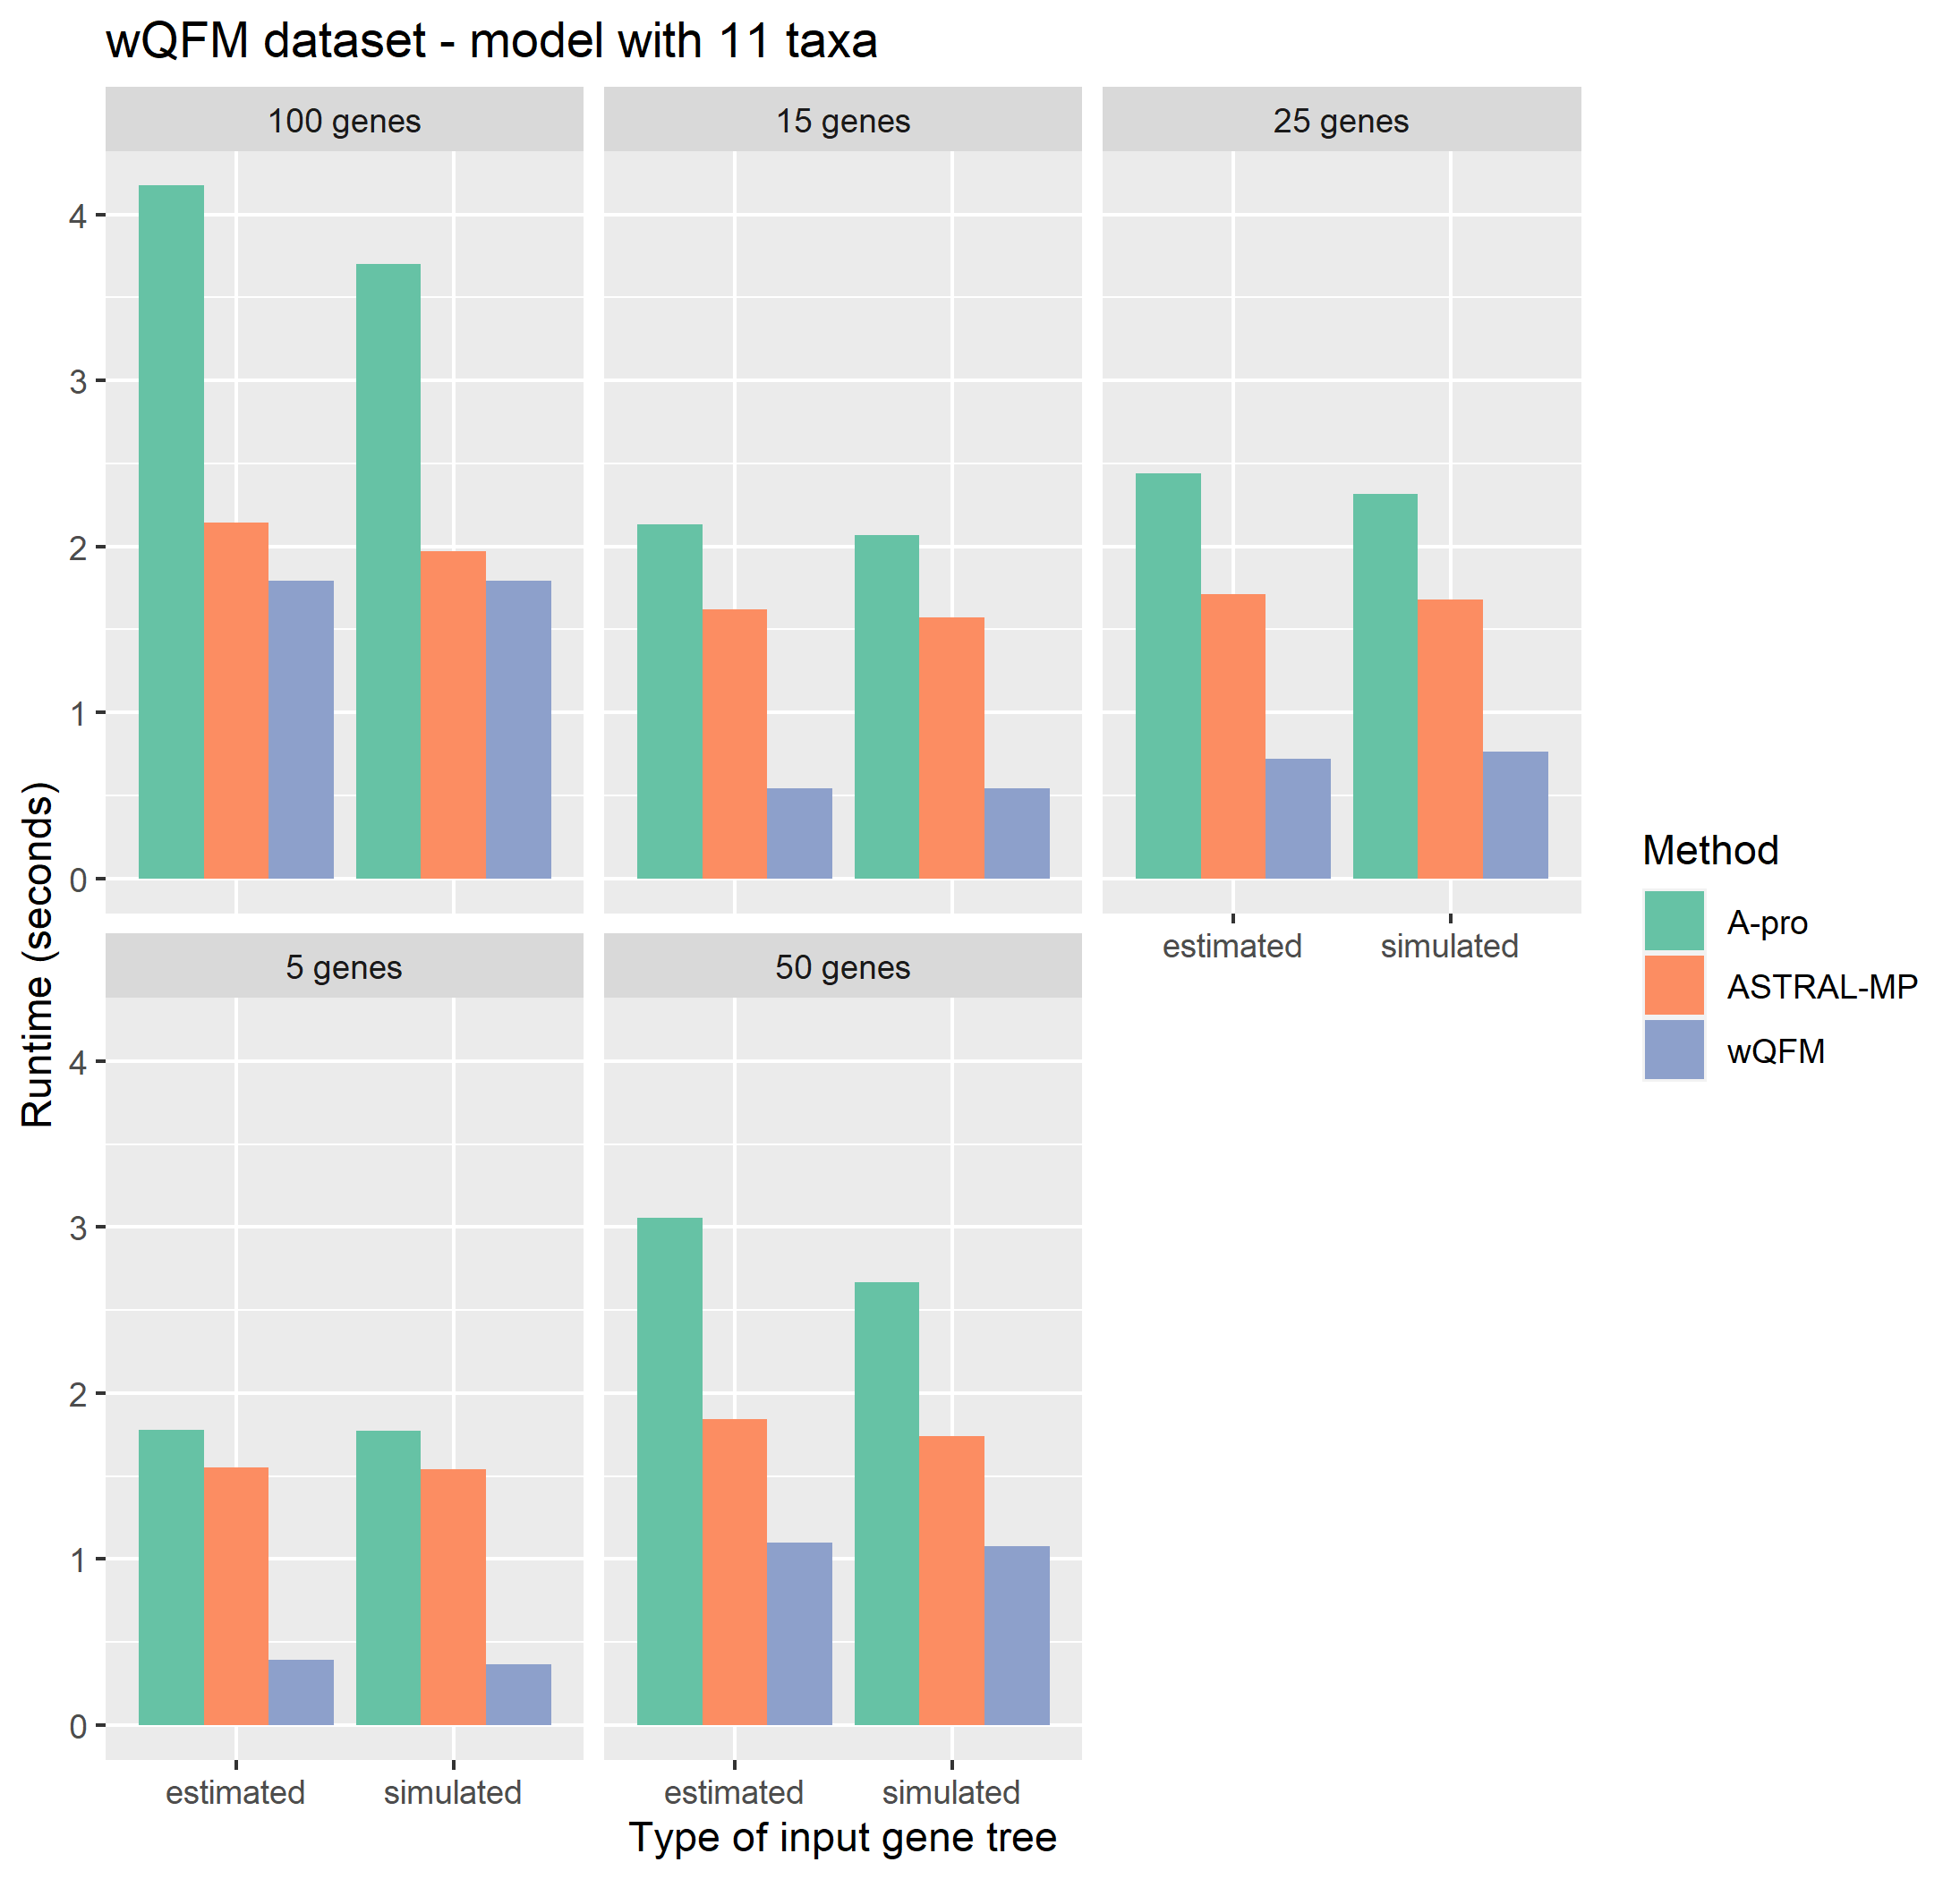 wQFM dataset - model with 11 taxa
100 genes
15 genes
25 genes
4
3
2
1
0
estimated simulated
5 genes
50 genes
4
3
2
1
0
estimated simulated
estimated simulated
Type of input gene tree
Runtime (seconds)
Method
A-pro
ASTRAL-MP
wQFM